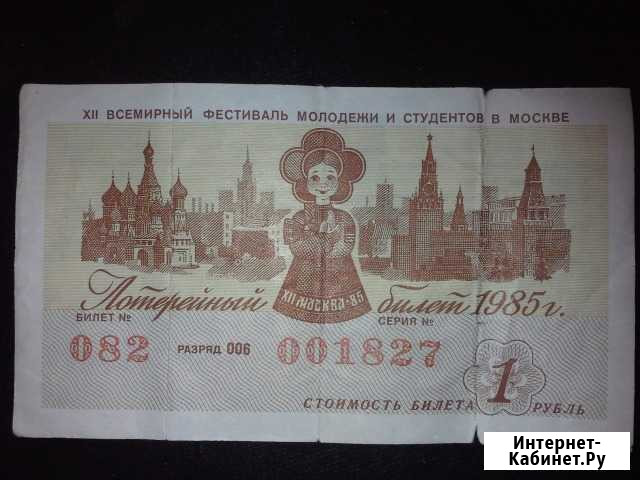 XII ВСЕМИРНЫЙ ФЕСТИВАЛЬ МОЛОДЕЖИ И СТУДЕНТОВ В МОСКВЕ
XII МОСКВА·85
Лотерейный билет 1985г.
БИЛЕТ № СЕРИЯ №
082 РАЗРЯД 006 001827
СТОИМОСТЬ БИЛЕТА 1 РУБЛЬ
Интернет-
Кабинет.Ру